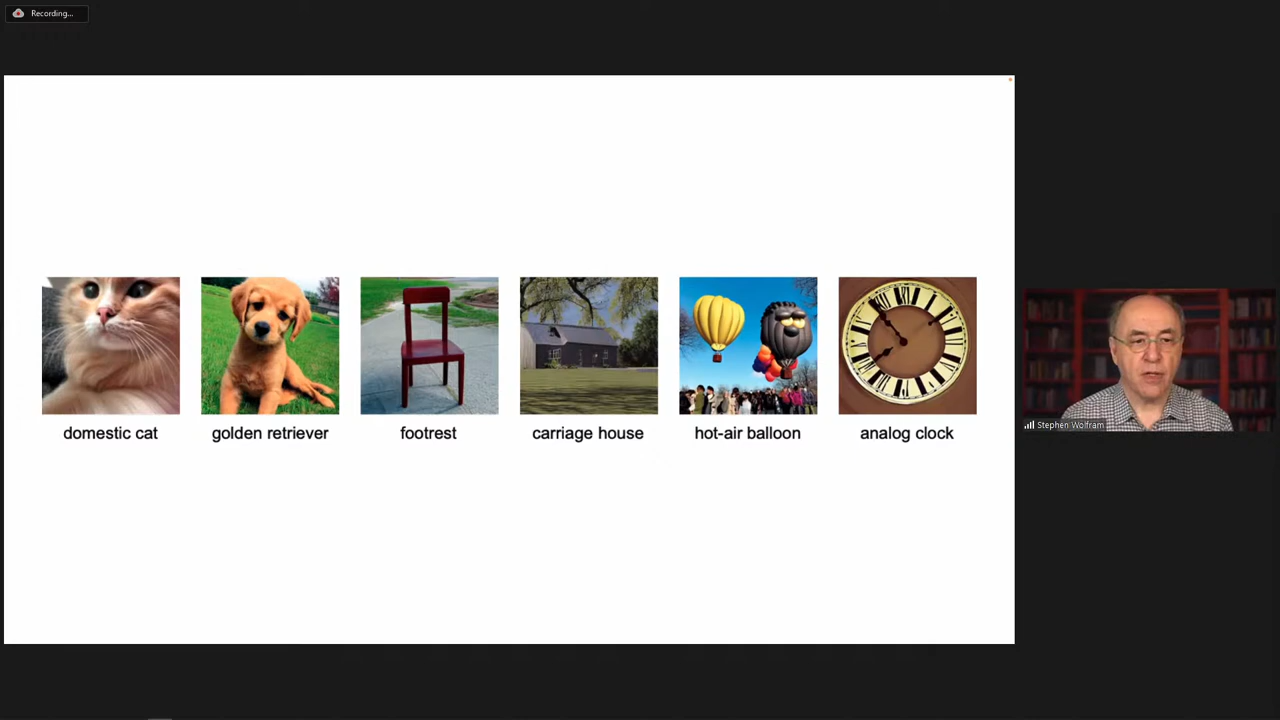 Recording...
domestic cat
golden retriever
footrest
carriage house
hot-air balloon
analog clock
Stephen Wolfram